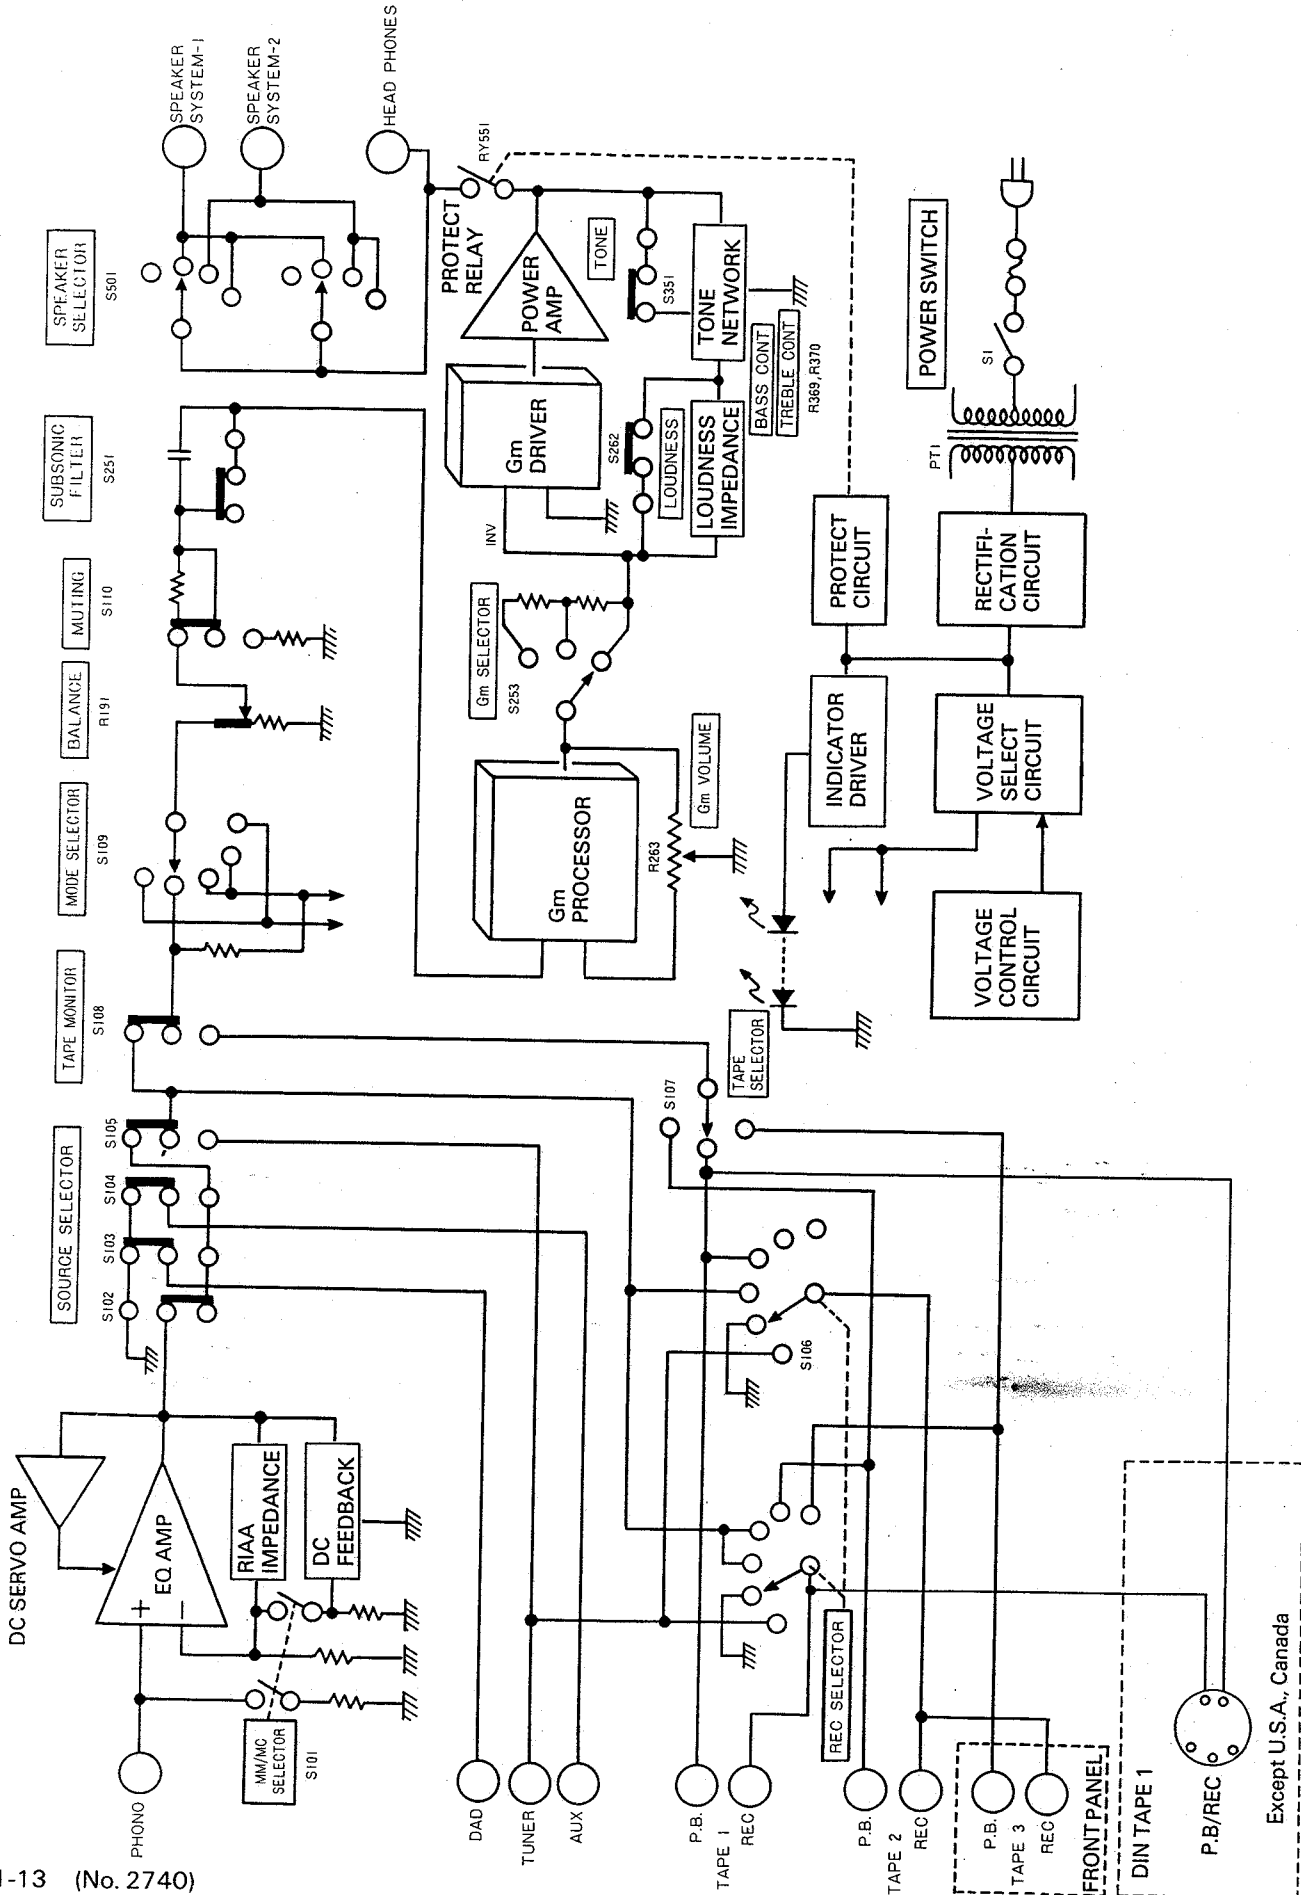 DC SERVO AMP
EQ AMP
+
−
RIAA
IMPEDANCE
DC
FEEDBACK
PHONO
MM/MC
SELECTOR
S101
SOURCE SELECTOR
S102
S103
S104
S105
TAPE MONITOR
S108
MODE SELECTOR
S109
BALANCE
R191
MUTING
S110
SUBSONIC
FILTER
S251
SPEAKER
SELECTOR
S501
SPEAKER
SYSTEM-1
SPEAKER
SYSTEM-2
HEAD PHONES
PROTECT
RELAY
RY551
POWER
AMP
Gm
DRIVER
INV
TONE
S351
TONE
NETWORK
BASS CONT
TREBLE CONT
R369,R370
S262
LOUDNESS
LOUDNESS
IMPEDANCE
Gm SELECTOR
S253
Gm
PROCESSOR
R263
Gm VOLUME
DAD
TUNER
AUX
P.B.
TAPE 1
REC
REC SELECTOR
S106
S107
TAPE
SELECTOR
P.B.
TAPE 2
REC
P.B.
TAPE 3
REC
FRONT PANEL
DIN TAPE 1
P.B/REC
Except U.S.A., Canada
INDICATOR
DRIVER
PROTECT
CIRCUIT
VOLTAGE
CONTROL
CIRCUIT
VOLTAGE
SELECT
CIRCUIT
RECTIFI-
CATION
CIRCUIT
PT1
POWER SWITCH
S1
1-13 (No. 2740)